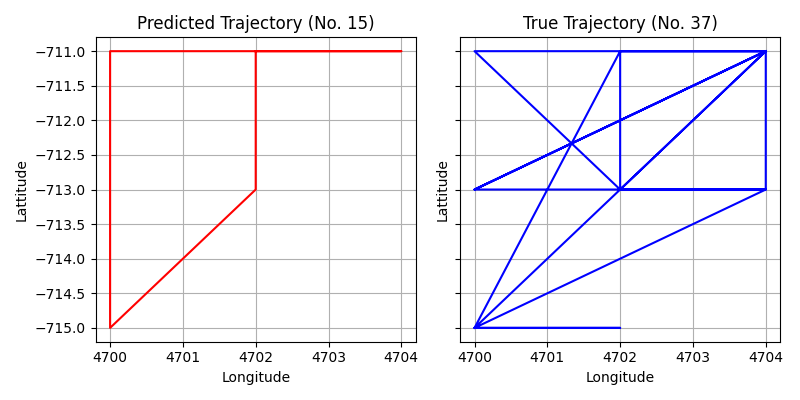 Predicted Trajectory (No. 15)
−711.0
−711.5
−712.0
−712.5
−713.0
−713.5
−714.0
−714.5
−715.0
Lattitude
4700 4701 4702 4703 4704
Longitude
True Trajectory (No. 37)
Lattitude
4700 4701 4702 4703 4704
Longitude